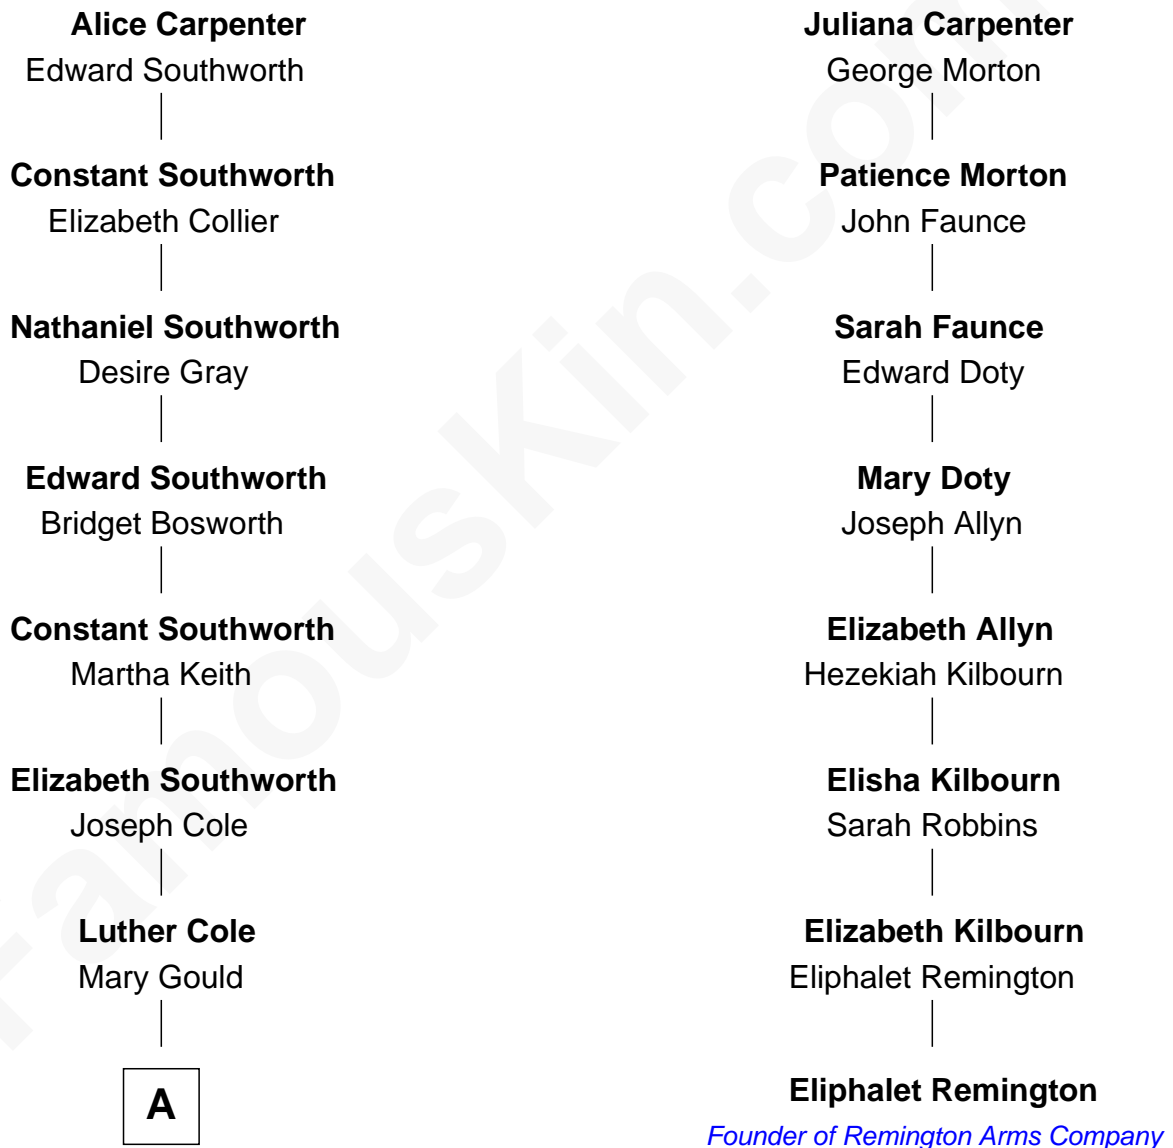 Alice Carpenter
Edward Southworth
Constant Southworth
Elizabeth Collier
Nathaniel Southworth
Desire Gray
Edward Southworth
Bridget Bosworth
Constant Southworth
Martha Keith
Elizabeth Southworth
Joseph Cole
Luther Cole
Mary Gould
A
Juliana Carpenter
George Morton
Patience Morton
John Faunce
Sarah Faunce
Edward Doty
Mary Doty
Joseph Allyn
Elizabeth Allyn
Hezekiah Kilbourn
Elisha Kilbourn
Sarah Robbins
Elizabeth Kilbourn
Eliphalet Remington
Eliphalet Remington
Founder of Remington Arms Company
FamousKin.com